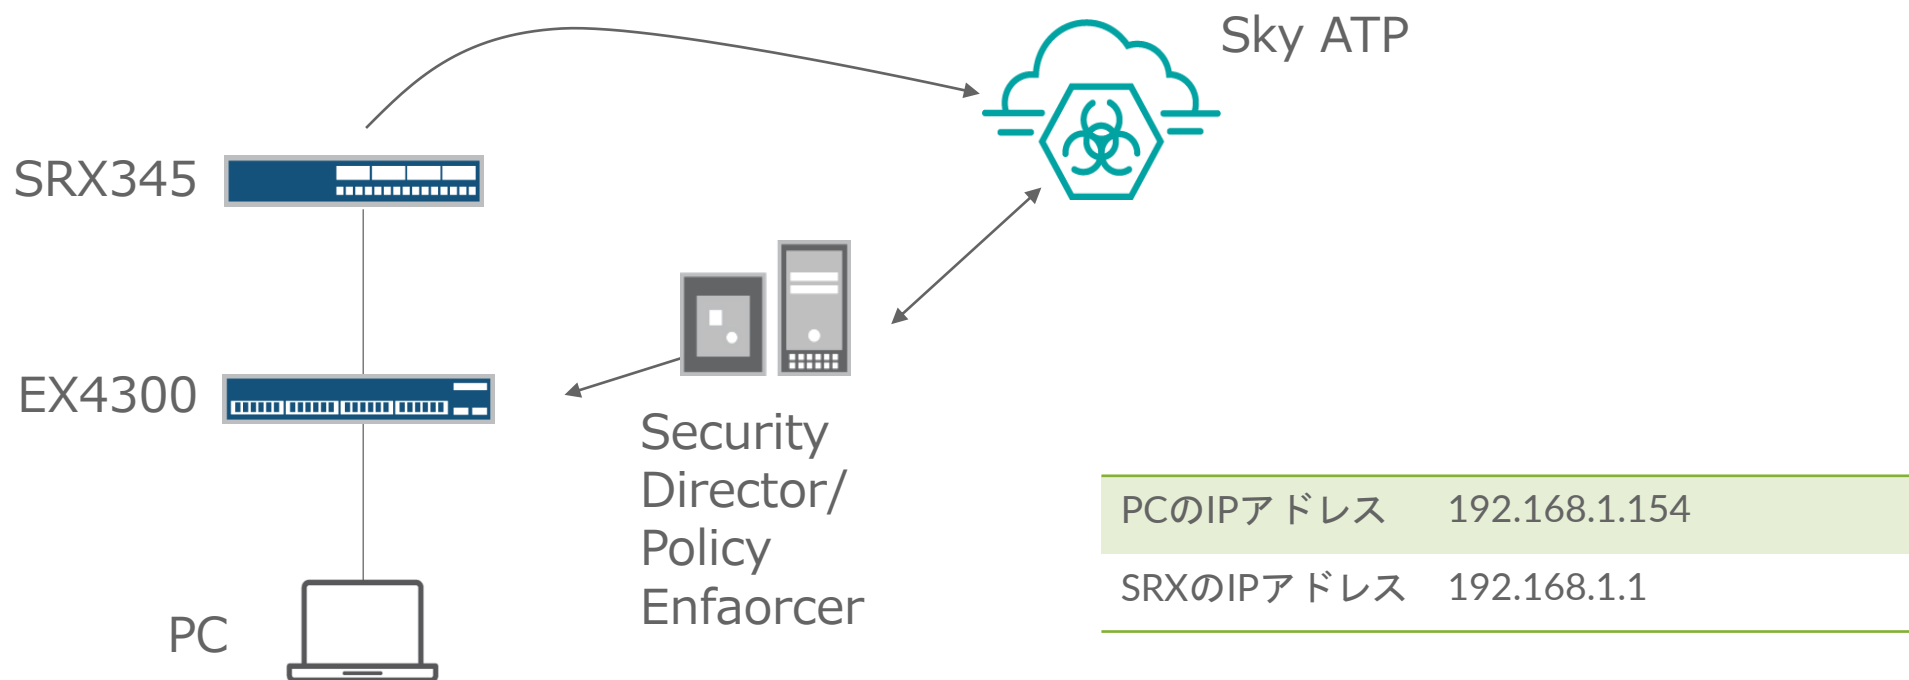 Sky ATP
SRX345
EX4300
Security
Director/
Policy
Enfaorcer
PC
PCのIPアドレス 192.168.1.154
SRXのIPアドレス 192.168.1.1